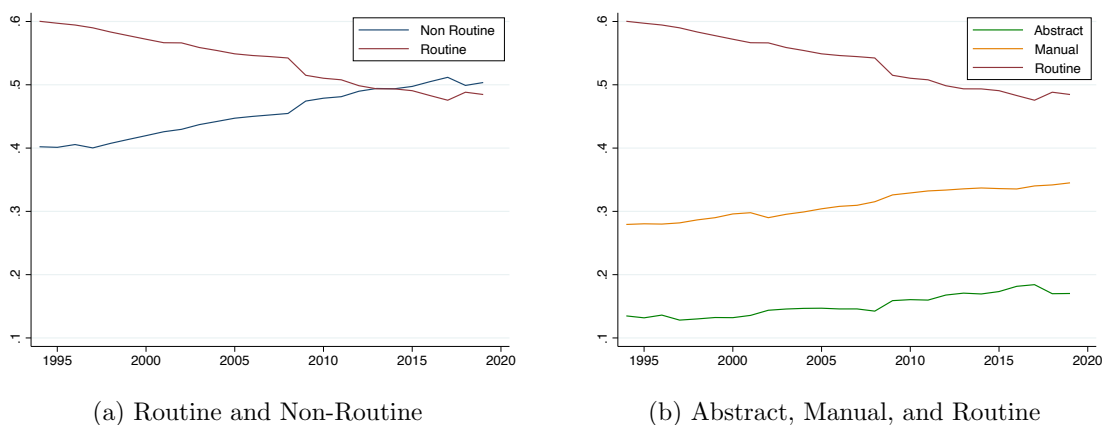 .6
.5
.4
.3
.2
.1
1995 2000 2005 2010 2015 2020
Non Routine
Routine
(a) Routine and Non-Routine
.6
.5
.4
.3
.2
.1
1995 2000 2005 2010 2015 2020
Abstract
Manual
Routine
(b) Abstract, Manual, and Routine